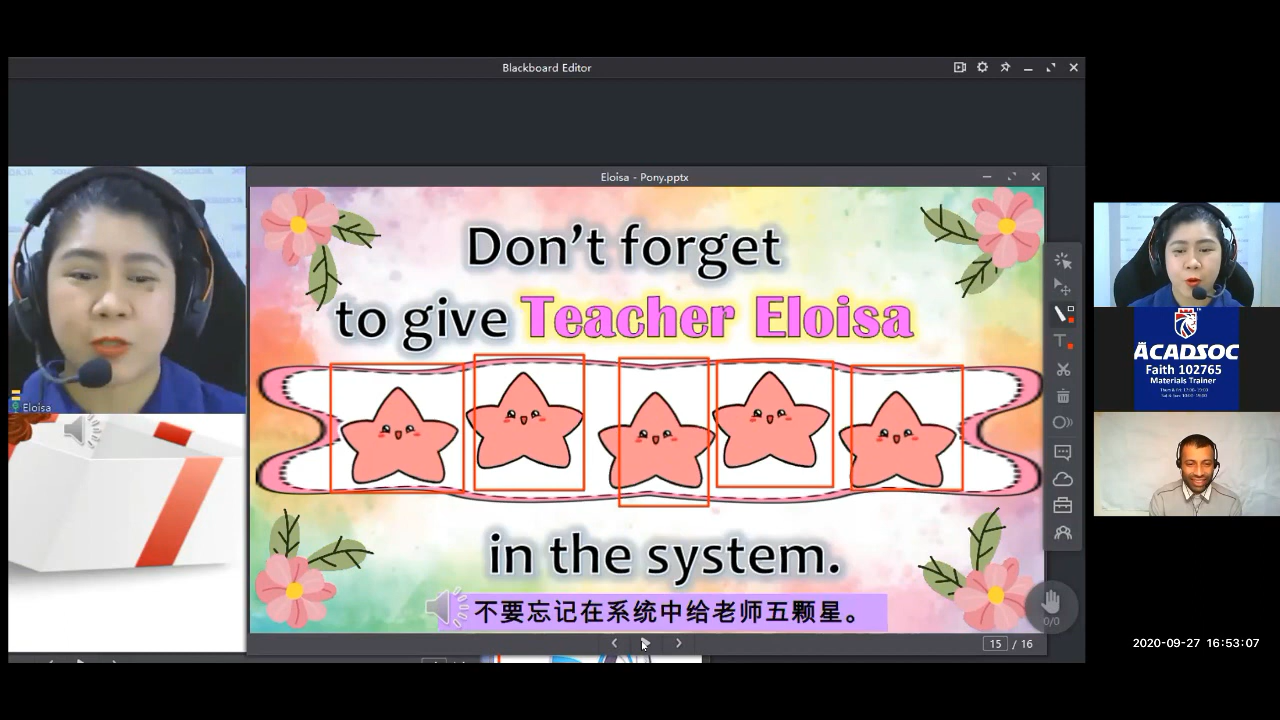 Blackboard Editor
Eloisa - Pony.pptx
Don't forget
to give Teacher Eloisa
in the system.
不要忘记在系统中给老师五颗星。
Eloisa
0/0
15 / 16
ACADSOC
Faith 102765
Materials Trainer
2020-09-27 16:53:07